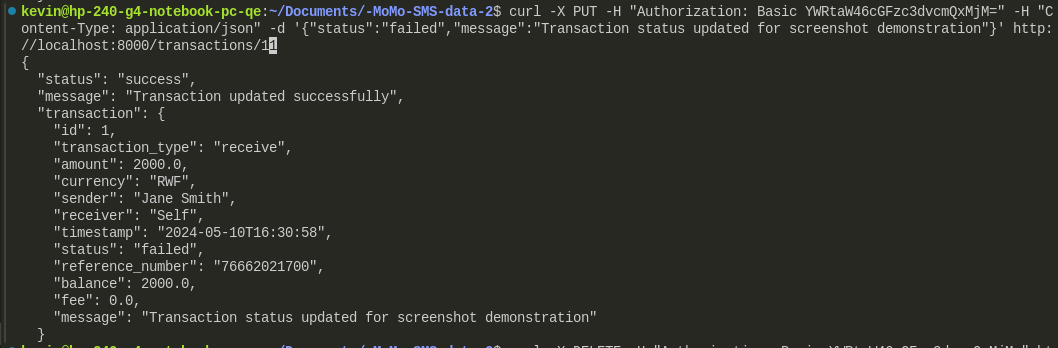 kevin@hp-240-g4-notebook-pc-qe:~/Documents/-MoMo-SMS-data-2$ curl -X PUT -H "Authorization: Basic YWRtaW46cGFzc3dvcmQxMjM=" -H "C
ontent-Type: application/json" -d '{"status":"failed","message":"Transaction status updated for screenshot demonstration"}' http:
//localhost:8000/transactions/11
{
  "status": "success",
  "message": "Transaction updated successfully",
  "transaction": {
    "id": 1,
    "transaction_type": "receive",
    "amount": 2000.0,
    "currency": "RWF",
    "sender": "Jane Smith",
    "receiver": "Self",
    "timestamp": "2024-05-10T16:30:58",
    "status": "failed",
    "reference_number": "76662021700",
    "balance": 2000.0,
    "fee": 0.0,
    "message": "Transaction status updated for screenshot demonstration"
  }